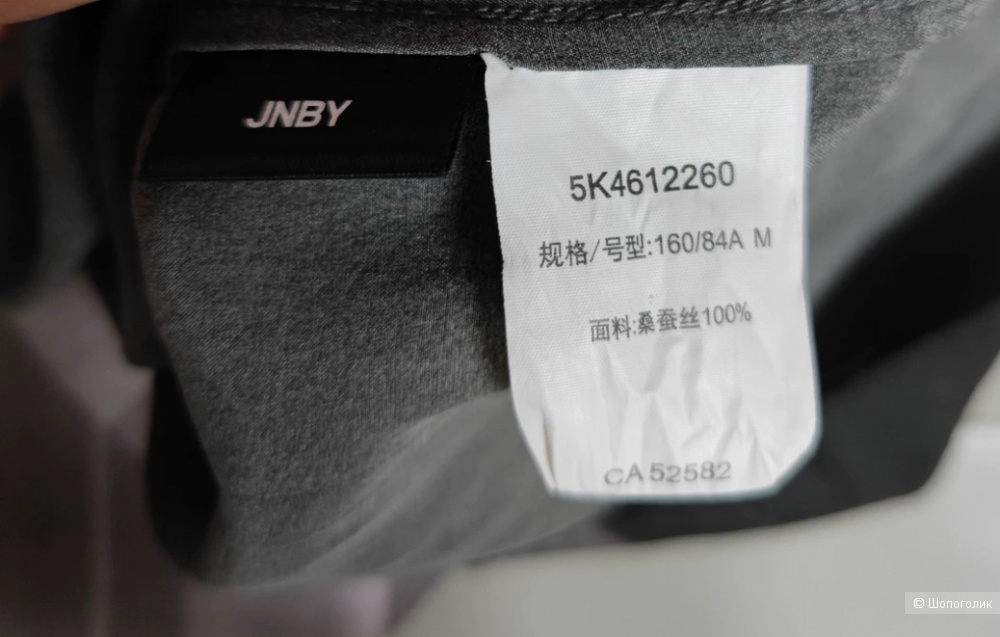 JNBY
5K4612260
规格/号型:160/84A M
面料:桑蚕丝100%
CA 52582
© Шопоголик